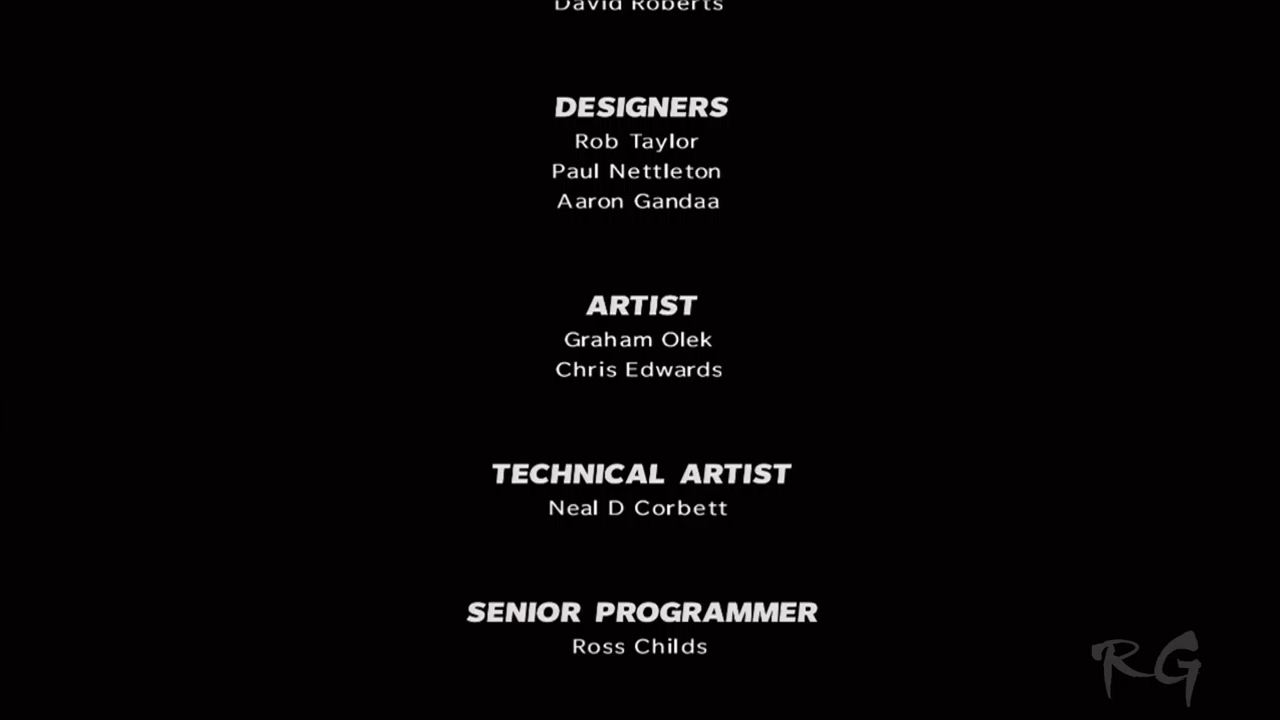 David Roberts
DESIGNERS
Rob Taylor
Paul Nettleton
Aaron Gandaa
ARTIST
Graham Olek
Chris Edwards
TECHNICAL ARTIST
Neal D Corbett
SENIOR PROGRAMMER
Ross Childs
RG